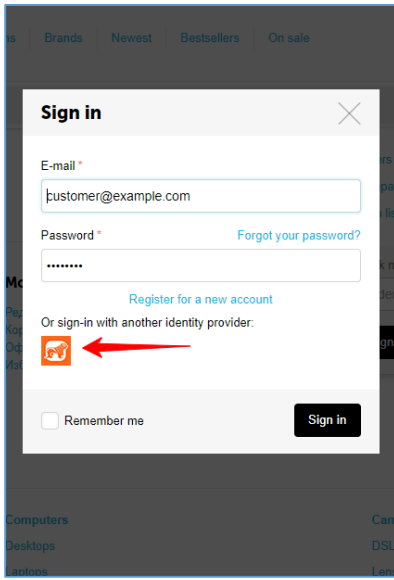 ns Brands Newest Bestsellers On sale
Sign in
E-mail *
customer@example.com
Password * Forgot your password?
Register for a new account
Or sign-in with another identity provider:
Remember me Sign in
Computers
Desktops
Laptops